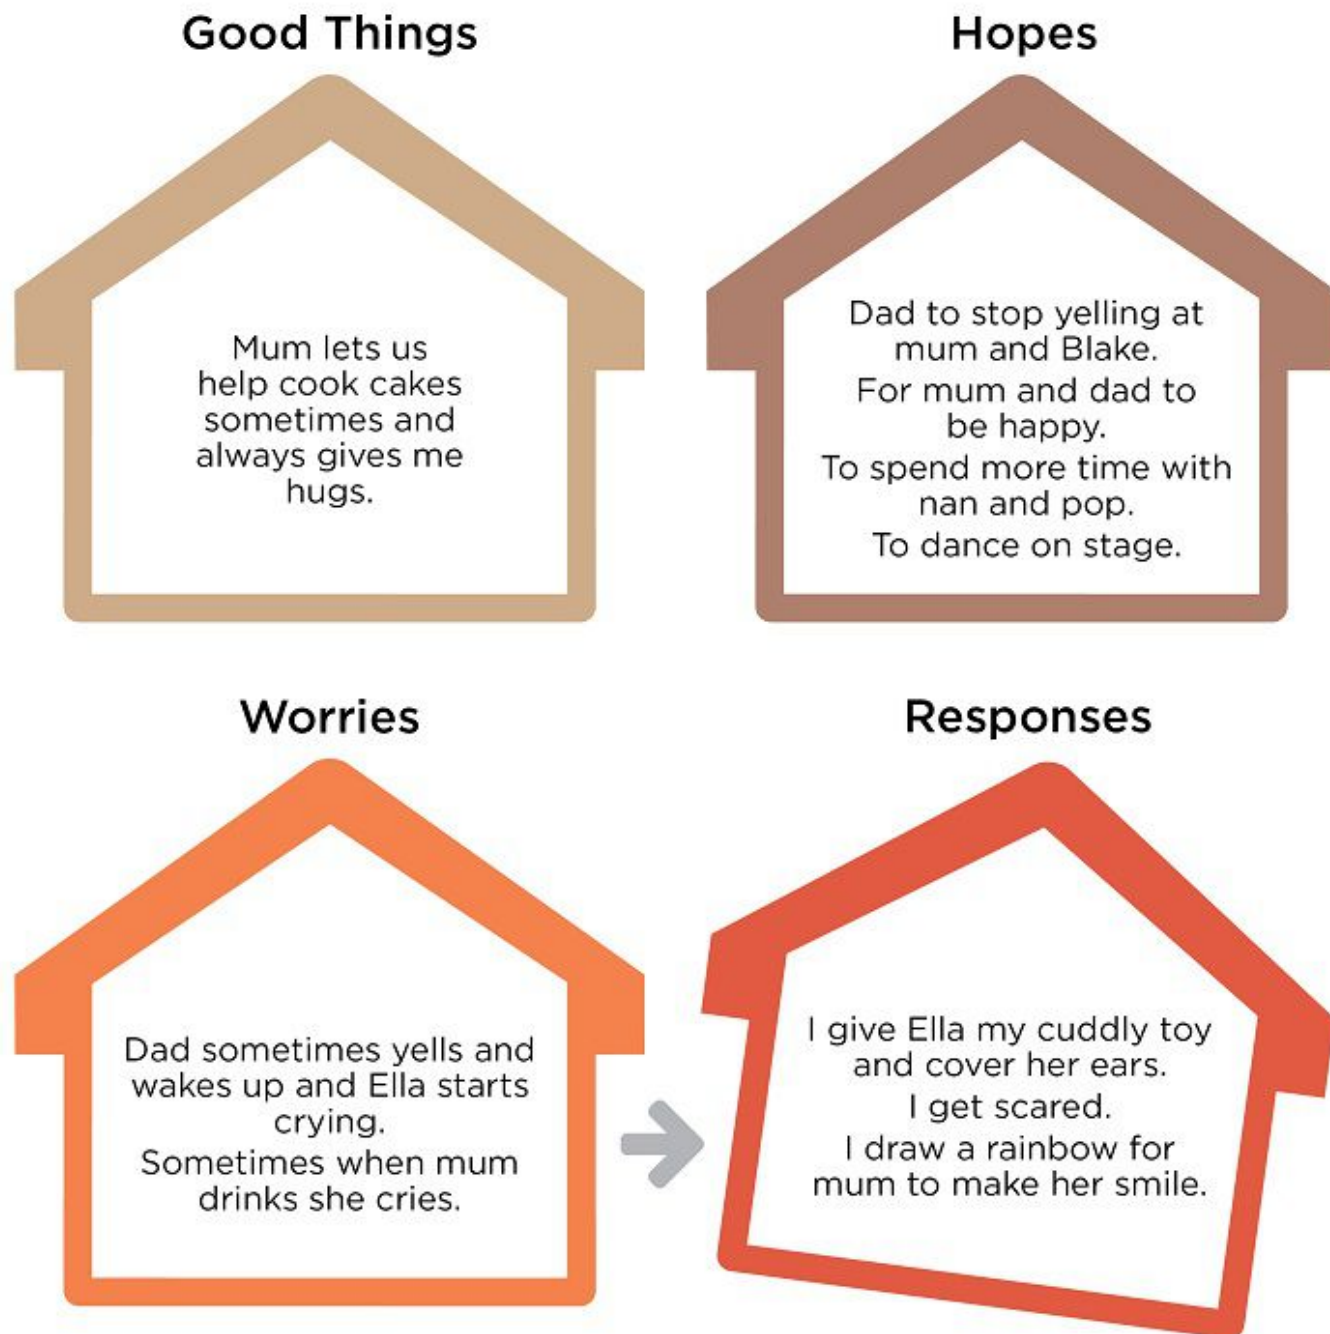 Good Things
Mum lets us
help cook cakes
sometimes and
always gives me
hugs.
Hopes
Dad to stop yelling at
mum and Blake.
For mum and dad to
be happy.
To spend more time with
nan and pop.
To dance on stage.
Worries
Dad sometimes yells and
wakes up and Ella starts
crying.
Sometimes when mum
drinks she cries.
Responses
I give Ella my cuddly toy
and cover her ears.
I get scared.
I draw a rainbow for
mum to make her smile.